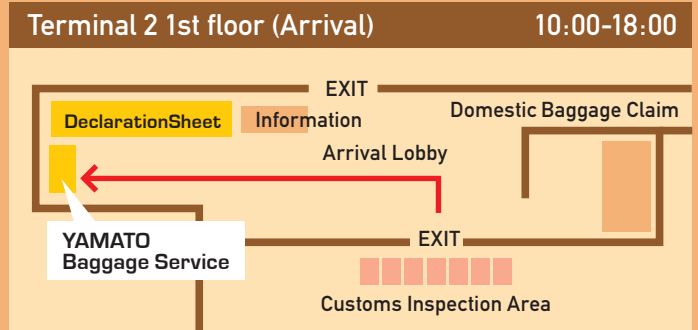 Terminal 2 1st floor (Arrival) 10:00-18:00
EXIT
Domestic Baggage Claim
DeclarationSheet
Information
Arrival Lobby
YAMATO
Baggage Service
EXIT
Customs Inspection Area